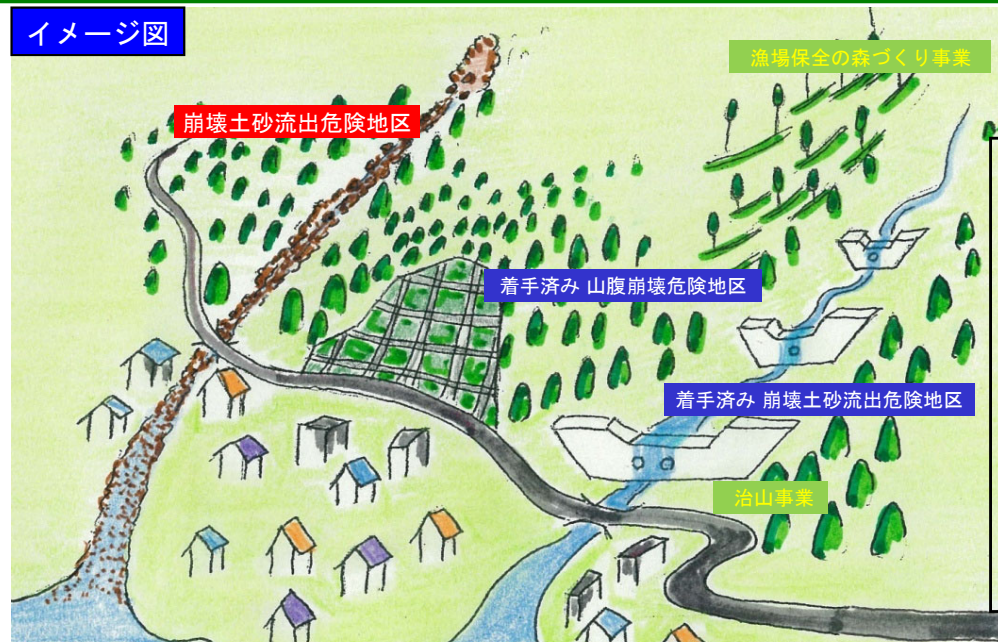 イメージ図
漁場保全の森づくり事業
崩壊土砂流出危険地区
着手済み 山腹崩壊危険地区
着手済み 崩壊土砂流出危険地区
治山事業